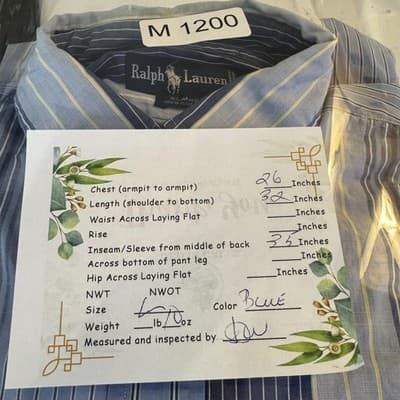 M 1200
Ralph Lauren
Chest (armpit to armpit) 26 Inches
Length (shoulder to bottom) 32 Inches
Waist Across Laying Flat Inches
Rise Inches
Inseam/Sleeve from middle of back 35 Inches
Across bottom of pant leg Inches
Hip Across Laying Flat Inches
NWT NWOT
Size L Color BLUE
Weight lb 10 oz
Measured and inspected by